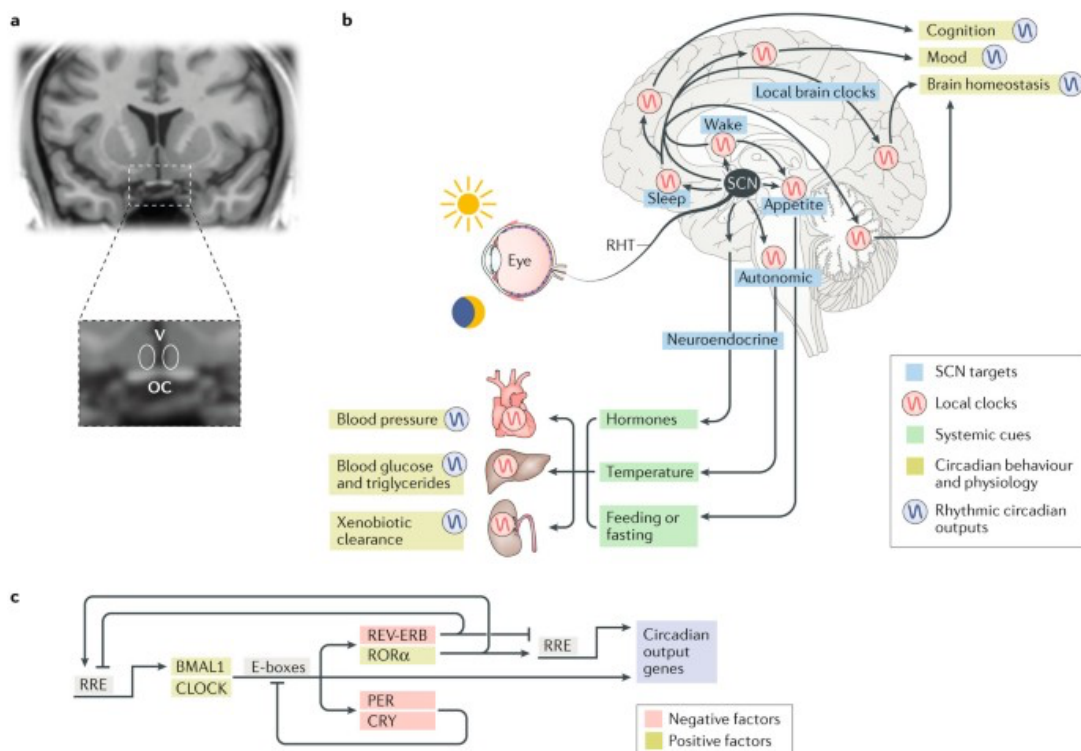 a
V
OC
b
Cognition
Mood
Brain homeostasis
Local brain clocks
Wake
SCN
Sleep
Appetite
RHT
Eye
Autonomic
Neuroendocrine
Blood pressure
Blood glucose
and triglycerides
Xenobiotic
clearance
Hormones
Temperature
Feeding or
fasting
SCN targets
Local clocks
Systemic cues
Circadian behaviour
and physiology
Rhythmic circadian
outputs
c
RRE
BMAL1
CLOCK
E-boxes
REV-ERB
RORα
PER
CRY
RRE
Circadian
output
genes
Negative factors
Positive factors